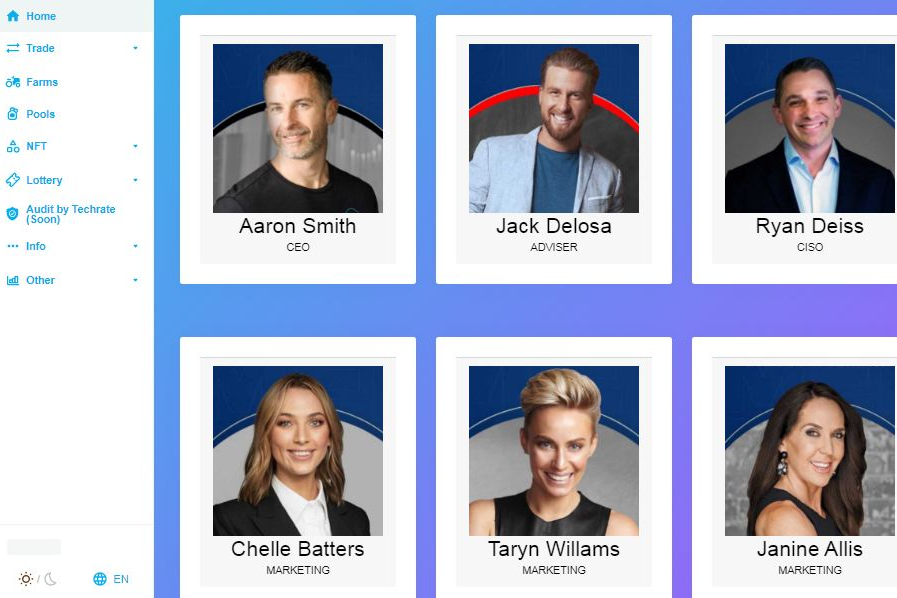 Home
Trade
Farms
Pools
NFT
Lottery
Audit by Techrate
(Soon)
Info
Other
/
EN
Aaron Smith
CEO
Jack Delosa
ADVISER
Ryan Deiss
CISO
Chelle Batters
MARKETING
Taryn Willams
MARKETING
Janine Allis
MARKETING